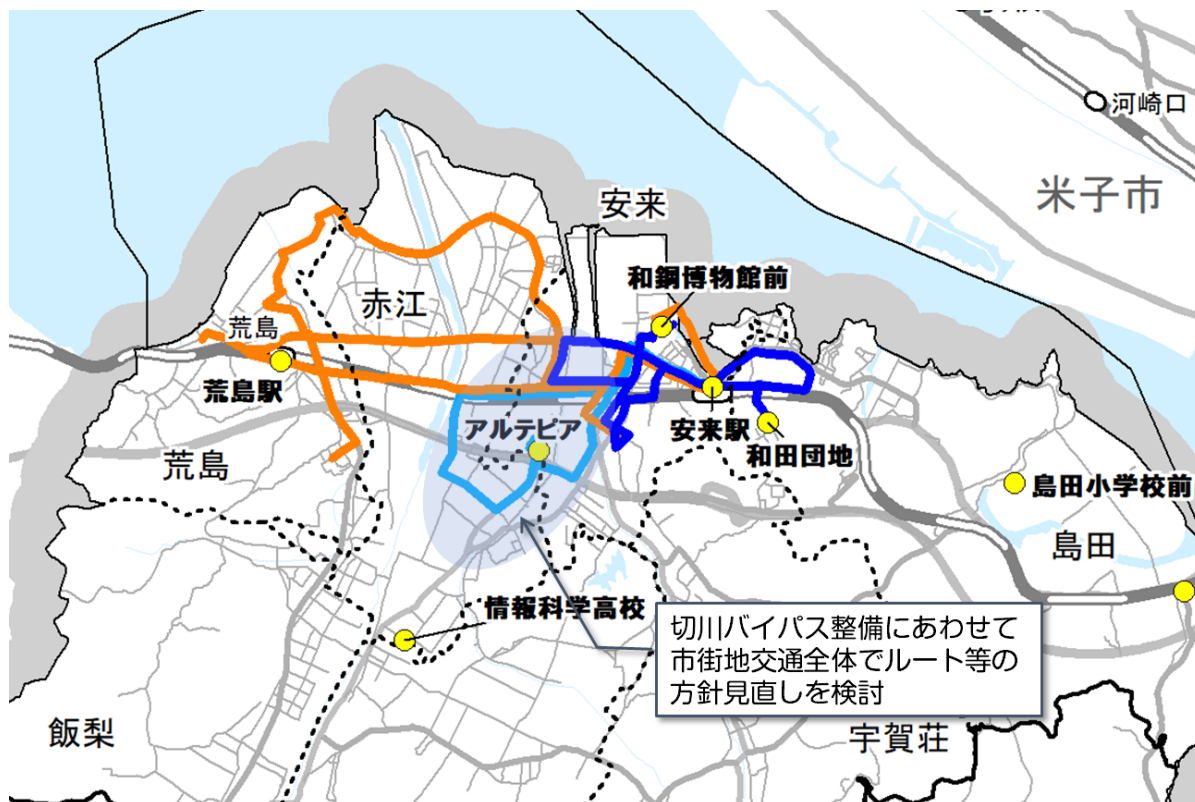 河崎口
米子市
安来
和鋼博物館前
赤江
荒島
荒島駅
アルテピア
安来駅
和田団地
荒島
島田小学校前
島田
情報科学高校
切川バイパス整備にあわせて
市街地交通全体でルート等の
方針見直しを検討
飯梨
宇賀荘